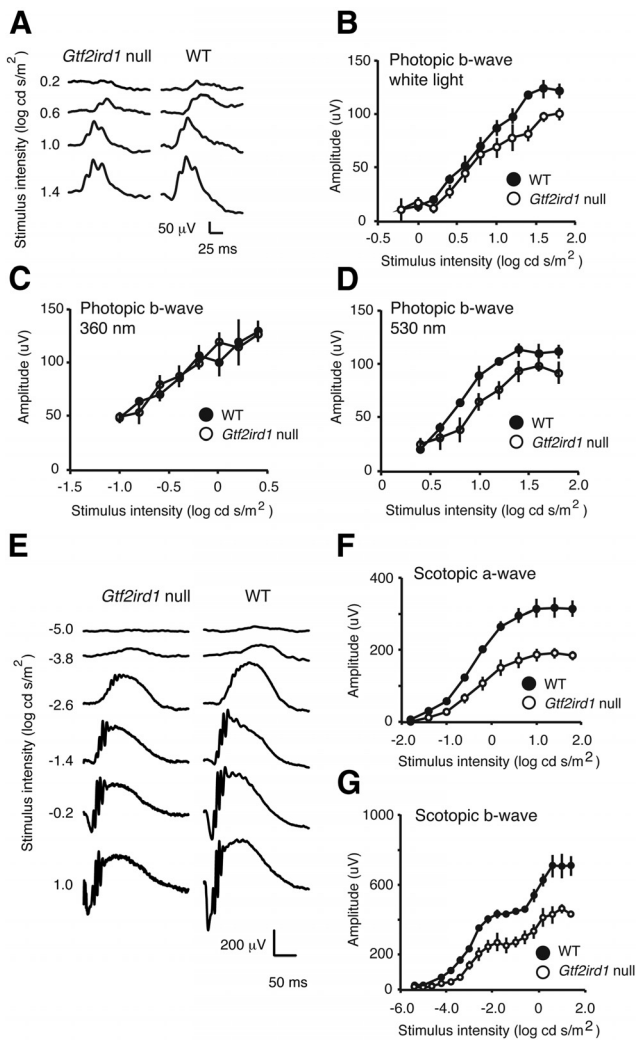 A
Gtf2ird1 null WT
Stimulus intensity (log cd s/m2)
0.2
0.6
1.0
1.4
50 μV
25 ms
B
Photopic b-wave
white light
Amplitude (uV)
150
100
50
0
WT
Gtf2ird1 null
-0.5 0 0.5 1.0 1.5 2.0
Stimulus intensity (log cd s/m2 )
C
Photopic b-wave
360 nm
Amplitude (uV)
150
100
50
0
WT
Gtf2ird1 null
-1.5 -1.0 -0.5 0 0.5
Stimulus intensity (log cd s/m2 )
D
Photopic b-wave
530 nm
Amplitude (uV)
150
100
50
0
WT
Gtf2ird1 null
0 0.5 1.0 1.5 2.0
Stimulus intensity (log cd s/m2 )
E
Gtf2ird1 null WT
Stimulus intensity (log cd s/m2)
-5.0
-3.8
-2.6
-1.4
-0.2
1.0
200 μV
50 ms
F
Scotopic a-wave
Amplitude (uV)
400
200
0
WT
Gtf2ird1 null
-2.0 -1.0 0 1.0 2.0
Stimulus intensity (log cd s/m2 )
G
Scotopic b-wave
Amplitude (uV)
1000
600
200
0
WT
Gtf2ird1 null
-6.0 -4.0 -2.0 0 2.0
Stimulus intensity (log cd s/m2 )